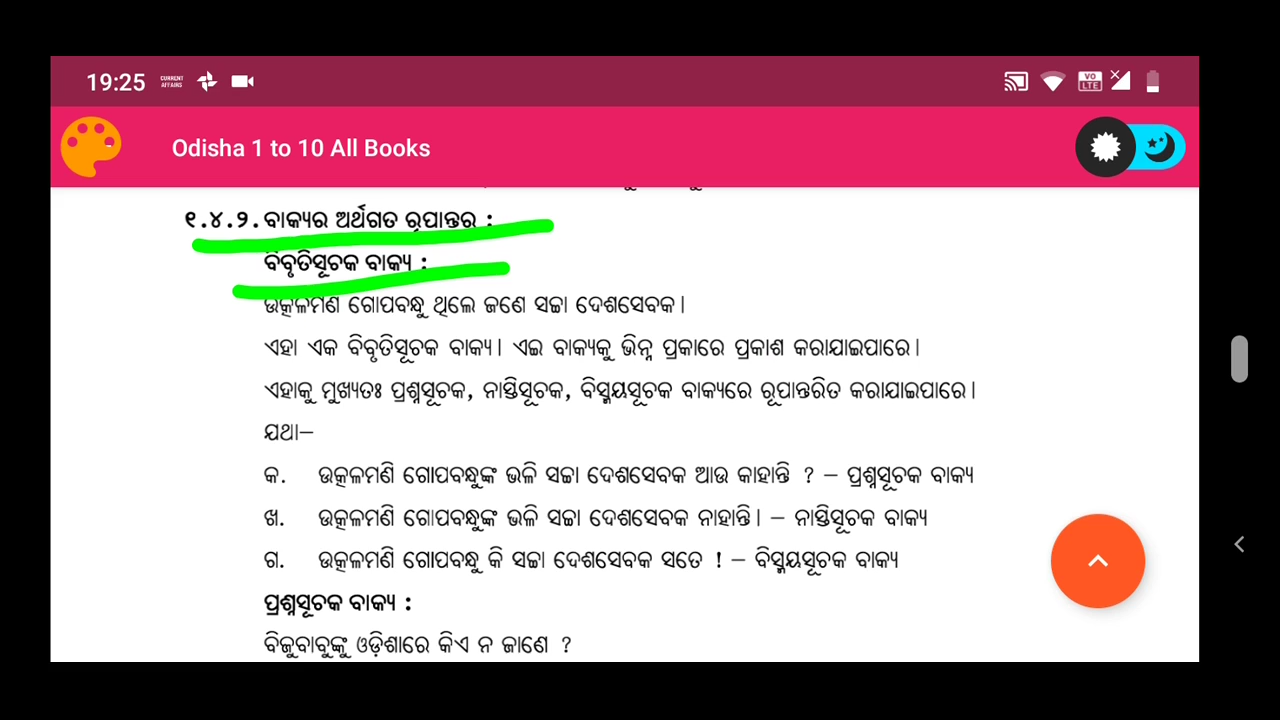 19:25 CURRENT AFFAIRS VO LTE
Odisha 1 to 10 All Books
୧.୪.୨. ବାକ୍ୟର ଅର୍ଥଗତ ରୂପାନ୍ତର :
ବିବୃତିସୂଚକ ବାକ୍ୟ :
ଉତ୍କଳମଣି ଗୋପବନ୍ଧୁ ଥିଲେ ଜଣେ ସଚ୍ଚା ଦେଶସେବକ।
ଏହା ଏକ ବିବୃତିସୂଚକ ବାକ୍ୟ। ଏଇ ବାକ୍ୟକୁ ଭିନ୍ନ ପ୍ରକାରେ ପ୍ରକାଶ କରାଯାଇପାରେ।
ଏହାକୁ ମୁଖ୍ୟତଃ ପ୍ରଶ୍ନସୂଚକ, ନାସ୍ତିସୂଚକ, ବିସ୍ମୟସୂଚକ ବାକ୍ୟରେ ରୂପାନ୍ତରିତ କରାଯାଇପାରେ।
ଯଥା–
କ. ଉତ୍କଳମଣି ଗୋପବନ୍ଧୁଙ୍କ ଭଳି ସଚ୍ଚା ଦେଶସେବକ ଆଉ କାହାନ୍ତି ? – ପ୍ରଶ୍ନସୂଚକ ବାକ୍ୟ
ଖ. ଉତ୍କଳମଣି ଗୋପବନ୍ଧୁଙ୍କ ଭଳି ସଚ୍ଚା ଦେଶସେବକ ନାହାନ୍ତି। – ନାସ୍ତିସୂଚକ ବାକ୍ୟ
ଗ. ଉତ୍କଳମଣି ଗୋପବନ୍ଧୁ କି ସଚ୍ଚା ଦେଶସେବକ ସତେ ! – ବିସ୍ମୟସୂଚକ ବାକ୍ୟ
ପ୍ରଶ୍ନସୂଚକ ବାକ୍ୟ :
ବିଜୁବାବୁଙ୍କୁ ଓଡ଼ିଶାରେ କିଏ ନ ଜାଣେ ?